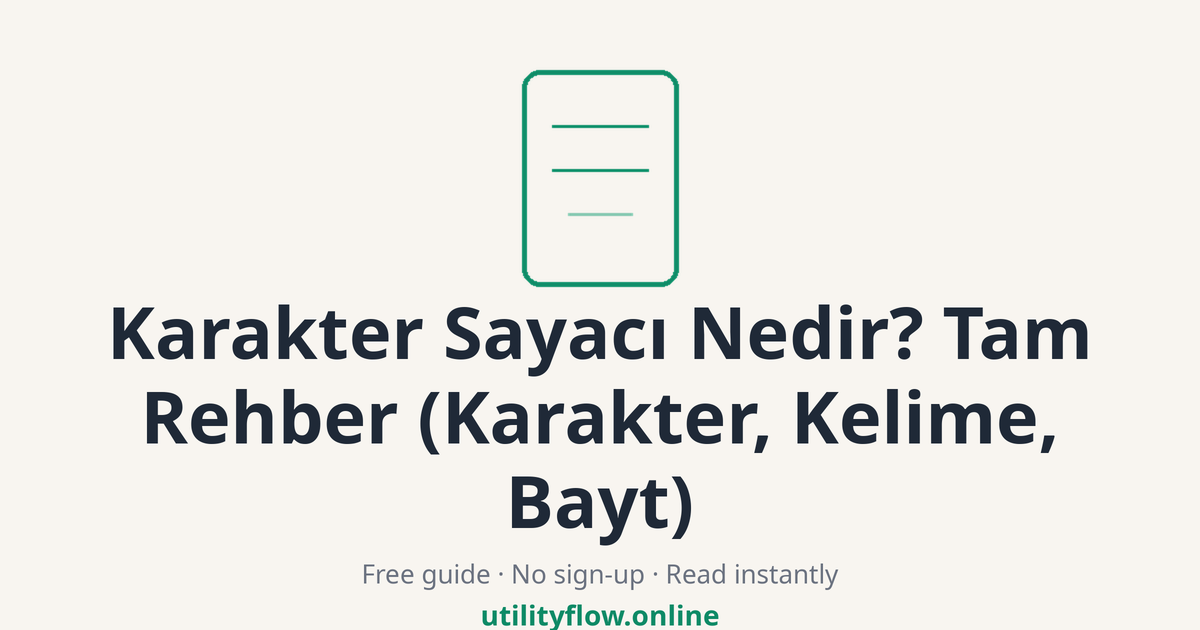 Karakter Sayacı Nedir? Tam
Rehber (Karakter, Kelime,
Bayt)
Free guide · No sign-up · Read instantly
utilityflow.online